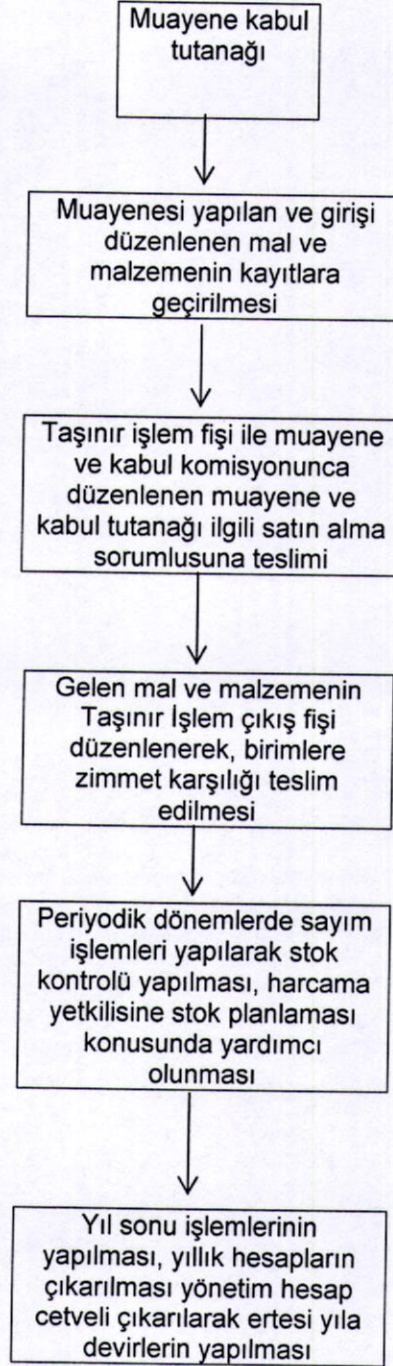 Muayene kabul
tutanağı
Muayenesi yapılan ve girişi
düzenlenen mal ve
malzemenin kayıtlara
geçirilmesi
Taşınır işlem fişi ile muayene
ve kabul komisyonunca
düzenlenen muayene ve
kabul tutanağı ilgili satın alma
sorumlusuna teslimi
Gelen mal ve malzemenin
Taşınır İşlem çıkış fişi
düzenlenerek, birimlere
zimmet karşılığı teslim
edilmesi
Periyodik dönemlerde sayım
işlemleri yapılarak stok
kontrolü yapılması, harcama
yetkilisine stok planlaması
konusunda yardımcı
olunması
Yıl sonu işlemlerinin
yapılması, yıllık hesapların
çıkarılması yönetim hesap
cetveli çıkarılarak ertesi yıla
devirlerin yapılması